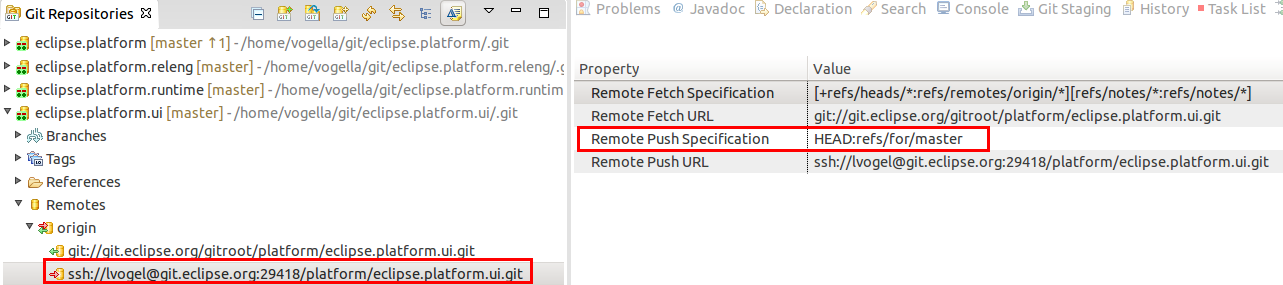 Git Repositories
eclipse.platform [master ↑1] - /home/vogella/git/eclipse.platform/.git
eclipse.platform.releng [master] - /home/vogella/git/eclipse.platform.releng/.g
eclipse.platform.runtime [master] - /home/vogella/git/eclipse.platform.runtime
eclipse.platform.ui [master] - /home/vogella/git/eclipse.platform.ui/.git
Branches
Tags
References
Remotes
origin
git://git.eclipse.org/gitroot/platform/eclipse.platform.ui.git
ssh://lvogel@git.eclipse.org:29418/platform/eclipse.platform.ui.git
Problems @ Javadoc Declaration Search Console Git Staging History Task List
Property Value
Remote Fetch Specification [+refs/heads/*:refs/remotes/origin/*][refs/notes/*:refs/notes/*]
Remote Fetch URL git://git.eclipse.org/gitroot/platform/eclipse.platform.ui.git
Remote Push Specification HEAD:refs/for/master
Remote Push URL ssh://lvogel@git.eclipse.org:29418/platform/eclipse.platform.ui.git